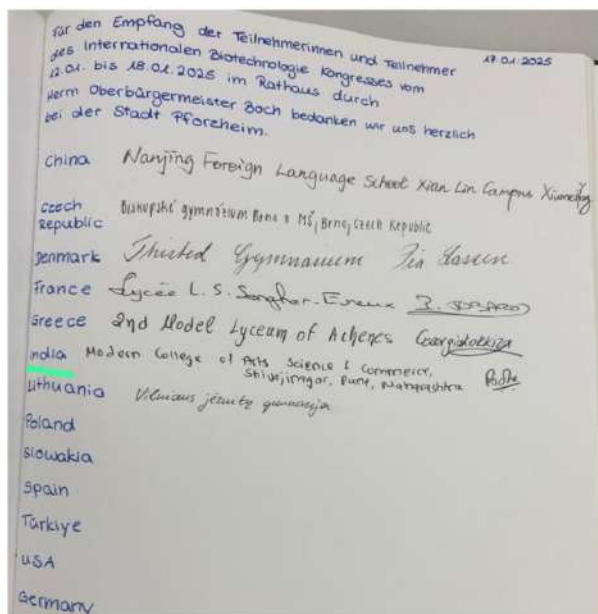 Für den Empfang der Teilnehmerinnen und Teilnehmer
17.01.2025
des Internationalen Biotechnologie Kongresses vom
12.01. bis 18.01.2025 im Rathaus durch
Herrn Oberbürgermeister Boch bedanken wir uns herzlich
bei der Stadt Pforzheim.
China Nanjing Foreign Language School Xian Lin Campus
Czech Republic Biskupské gymnázium Brno a MŠ, Brno, Czech Republic
Denmark Thisted Gymnasium Pia
France Lycée L. S. Senghor - Evreux
Greece 2nd Model Lyceum of Athens
India Modern College of Arts Science & Commerce,
Shivajinagar, Pune, Maharashtra
Lithuania Vilniaus jėzuitų gimnazija
Poland
Slowakia
Spain
Türkiye
USA
Germany